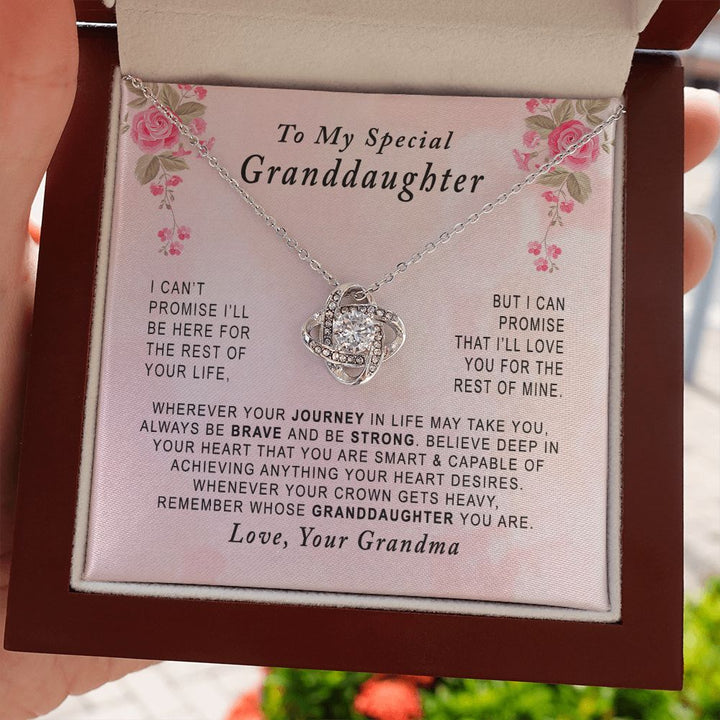 To My Special
Granddaughter
I CAN'T
PROMISE I'LL
BE HERE FOR
THE REST OF
YOUR LIFE,
BUT I CAN
PROMISE
THAT I'LL LOVE
YOU FOR THE
REST OF MINE.
WHEREVER YOUR JOURNEY IN LIFE MAY TAKE YOU,
ALWAYS BE BRAVE AND BE STRONG. BELIEVE DEEP IN
YOUR HEART THAT YOU ARE SMART & CAPABLE OF
ACHIEVING ANYTHING YOUR HEART DESIRES.
WHENEVER YOUR CROWN GETS HEAVY,
REMEMBER WHOSE GRANDDAUGHTER YOU ARE.
Love, Your Grandma